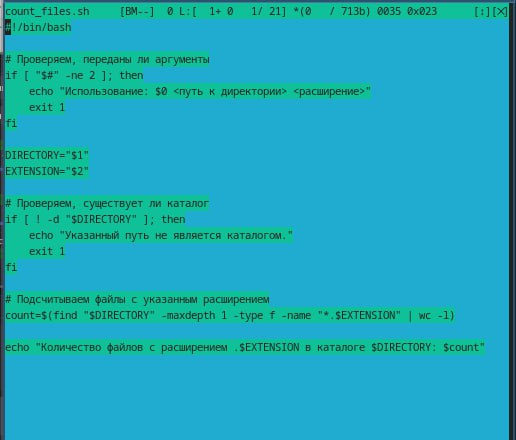 count_files.sh [BM--] 0 L:[ 1+ 0 1/ 21] *(0 / 713b) 0035 0x023 [↕][X]
#!/bin/bash
# Проверяем, переданы ли аргументы
if [ "$#" -ne 2 ]; then
    echo "Использование: $0 <путь к директории> <расширение>"
    exit 1
fi
DIRECTORY="$1"
EXTENSION="$2"
# Проверяем, существует ли каталог
if [ ! -d "$DIRECTORY" ]; then
    echo "Указанный путь не является каталогом."
    exit 1
fi
# Подсчитываем файлы с указанным расширением
count=$(find "$DIRECTORY" -maxdepth 1 -type f -name "*.$EXTENSION" | wc -l)
echo "Количество файлов с расширением .$EXTENSION в каталоге $DIRECTORY: $count"